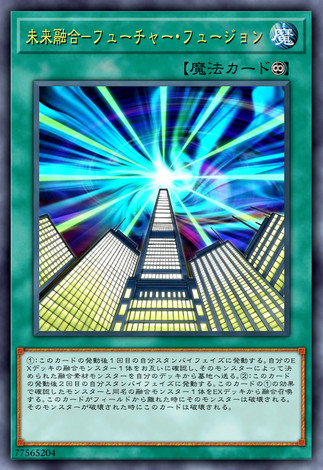 未来融合-フューチャー・フュージョン
魔
【魔法カード】
①:このカードの発動後1回目の自分スタンバイフェイズに発動する。自分のE
Xデッキの融合モンスター1体をお互いに確認し、そのモンスターによって決
められた融合素材モンスターを自分のデッキから墓地へ送る。②:このカード
の発動後2回目の自分スタンバイフェイズに発動する。このカードの①の効果
で確認したモンスターと同名の融合モンスター1体をEXデッキから融合召喚
する。このカードがフィールドから離れた時にそのモンスターは破壊される。
そのモンスターが破壊された時にこのカードは破壊される。
77565204